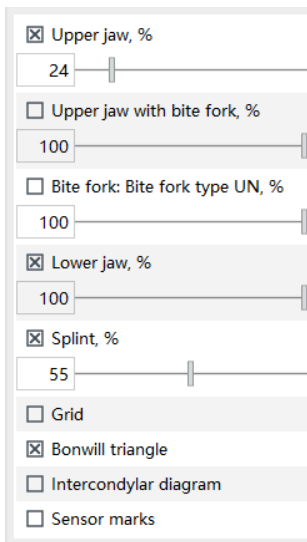 Upper jaw, %
24
Upper jaw with bite fork, %
100
Bite fork: Bite fork type UN, %
100
Lower jaw, %
100
Splint, %
55
Grid
Bonwill triangle
Intercondylar diagram
Sensor marks